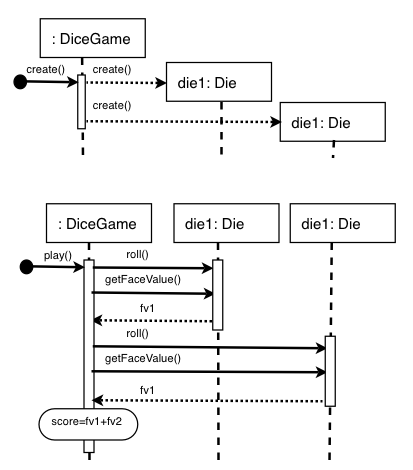 : DiceGame
create()
create()
die1: Die
create()
die1: Die
: DiceGame
die1: Die
die1: Die
play()
roll()
getFaceValue()
fv1
roll()
getFaceValue()
fv1
score=fv1+fv2